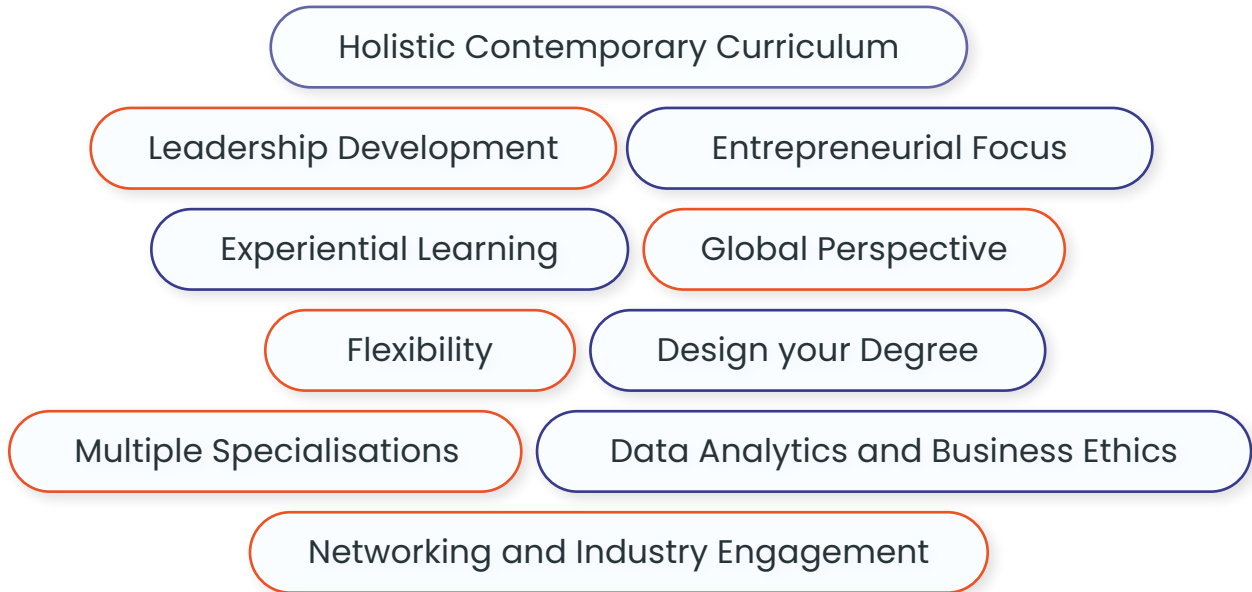 Holistic Contemporary Curriculum
Leadership Development
Entrepreneurial Focus
Experiential Learning
Global Perspective
Flexibility
Design your Degree
Multiple Specialisations
Data Analytics and Business Ethics
Networking and Industry Engagement